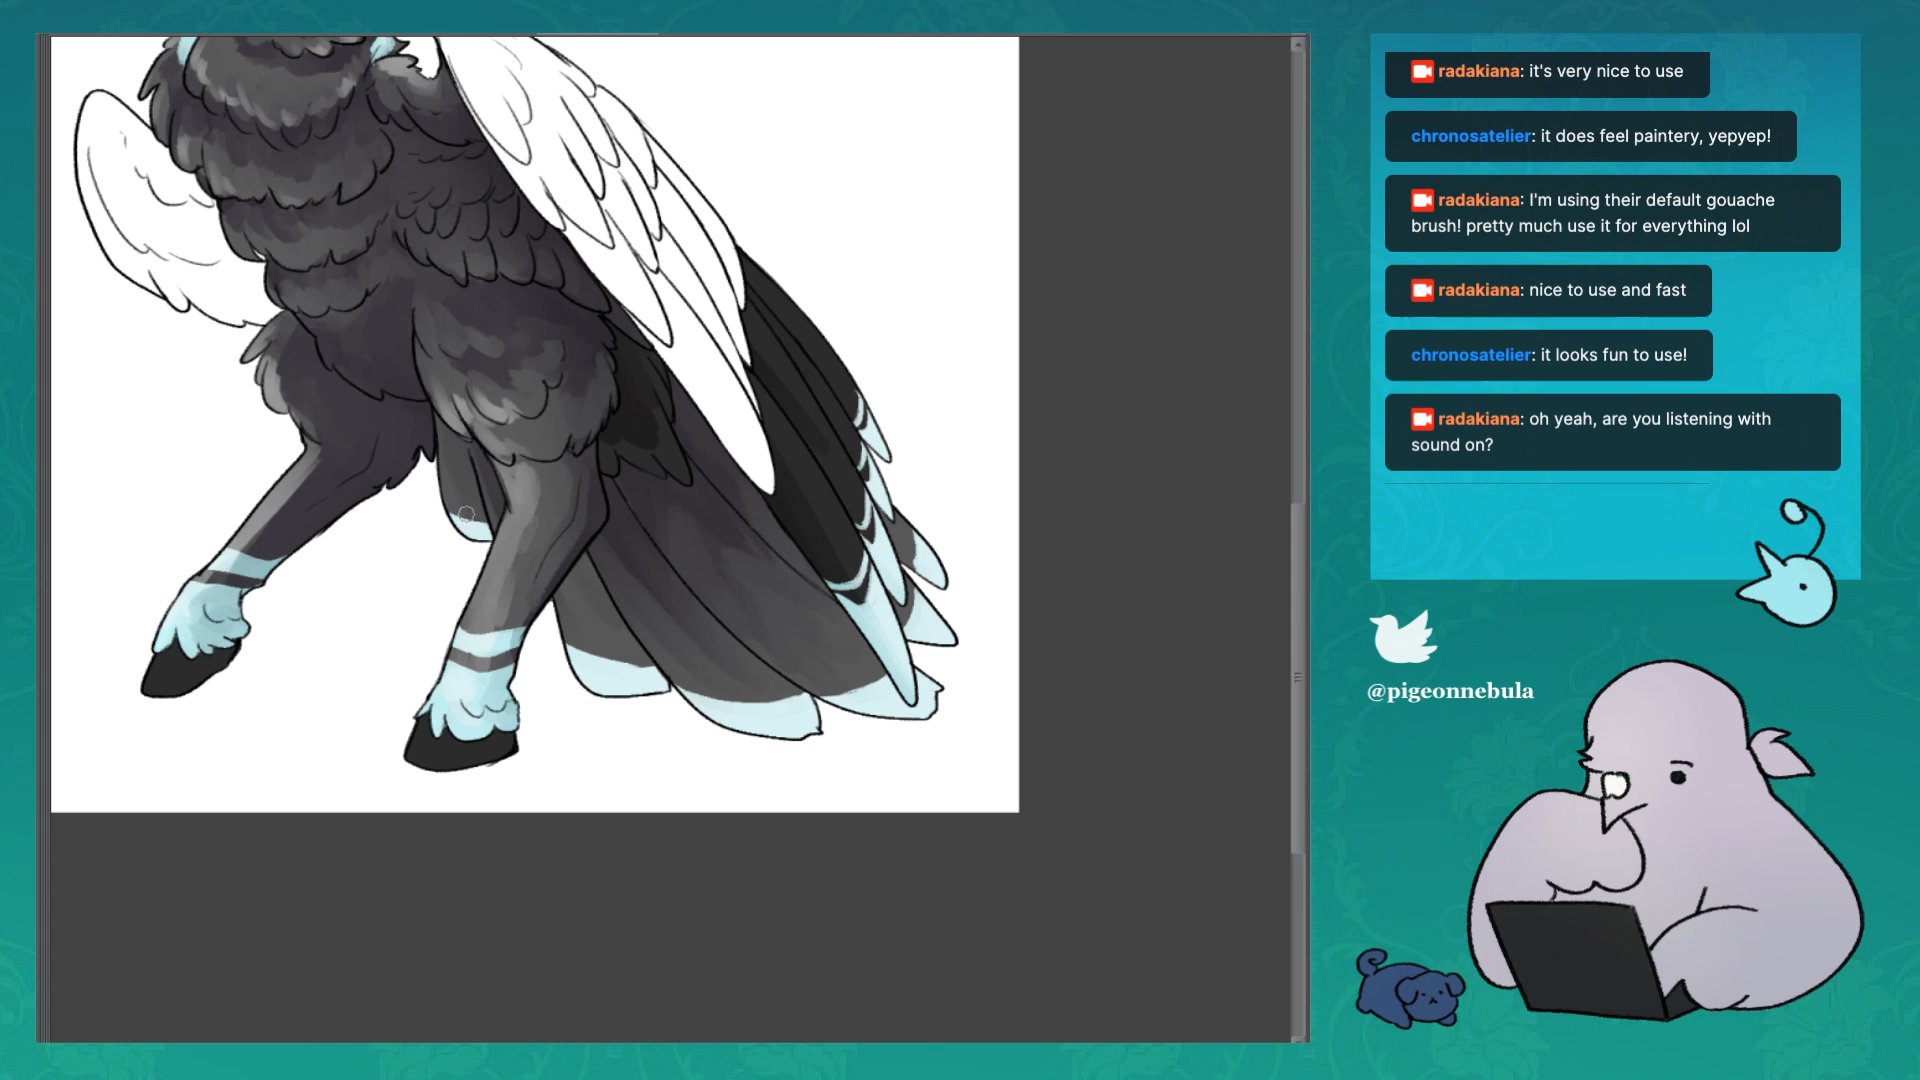 radakiana: it's very nice to use
chronosatelier: it does feel paintery, yepyep!
radakiana: I'm using their default gouache
brush! pretty much use it for everything lol
radakiana: nice to use and fast
chronosatelier: it looks fun to use!
radakiana: oh yeah, are you listening with
sound on?
@pigeonnebula